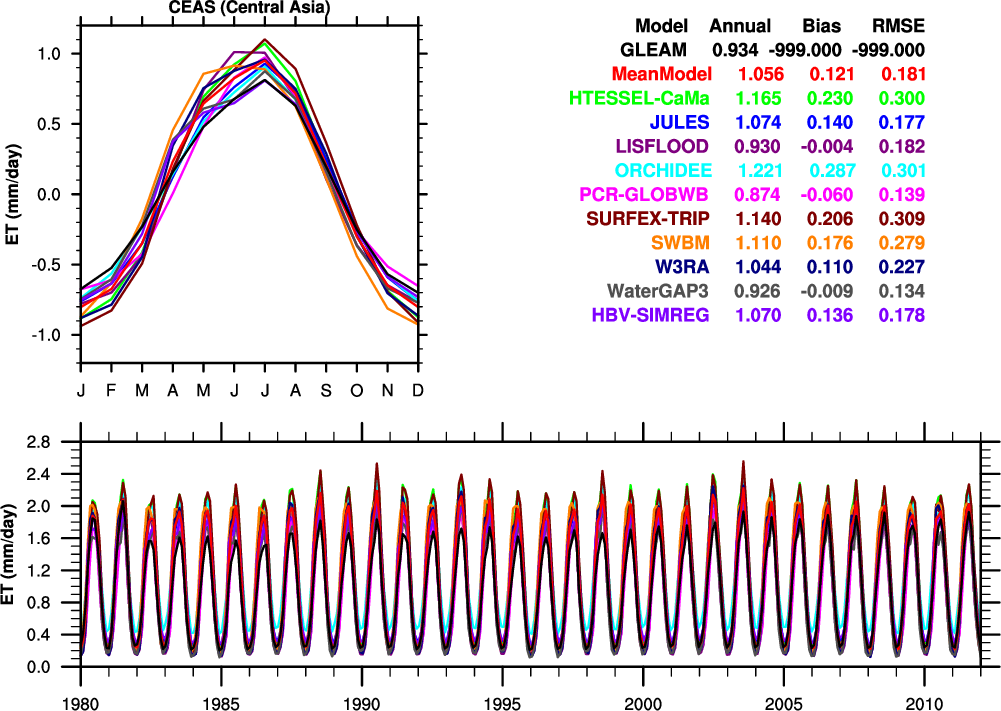 CEAS (Central Asia)
Model Annual Bias RMSE
GLEAM 0.934 -999.000 -999.000
MeanModel 1.056 0.121 0.181
HTESSEL-CaMa 1.165 0.230 0.300
JULES 1.074 0.140 0.177
LISFLOOD 0.930 -0.004 0.182
ORCHIDEE 1.221 0.287 0.301
PCR-GLOBWB 0.874 -0.060 0.139
SURFEX-TRIP 1.140 0.206 0.309
SWBM 1.110 0.176 0.279
W3RA 1.044 0.110 0.227
WaterGAP3 0.926 -0.009 0.134
HBV-SIMREG 1.070 0.136 0.178
ET (mm/day)
1.0
0.5
0.0
-0.5
-1.0
J F M A M J J A S O N D
ET (mm/day)
2.8
2.4
2.0
1.6
1.2
0.8
0.4
0.0
1980 1985 1990 1995 2000 2005 2010